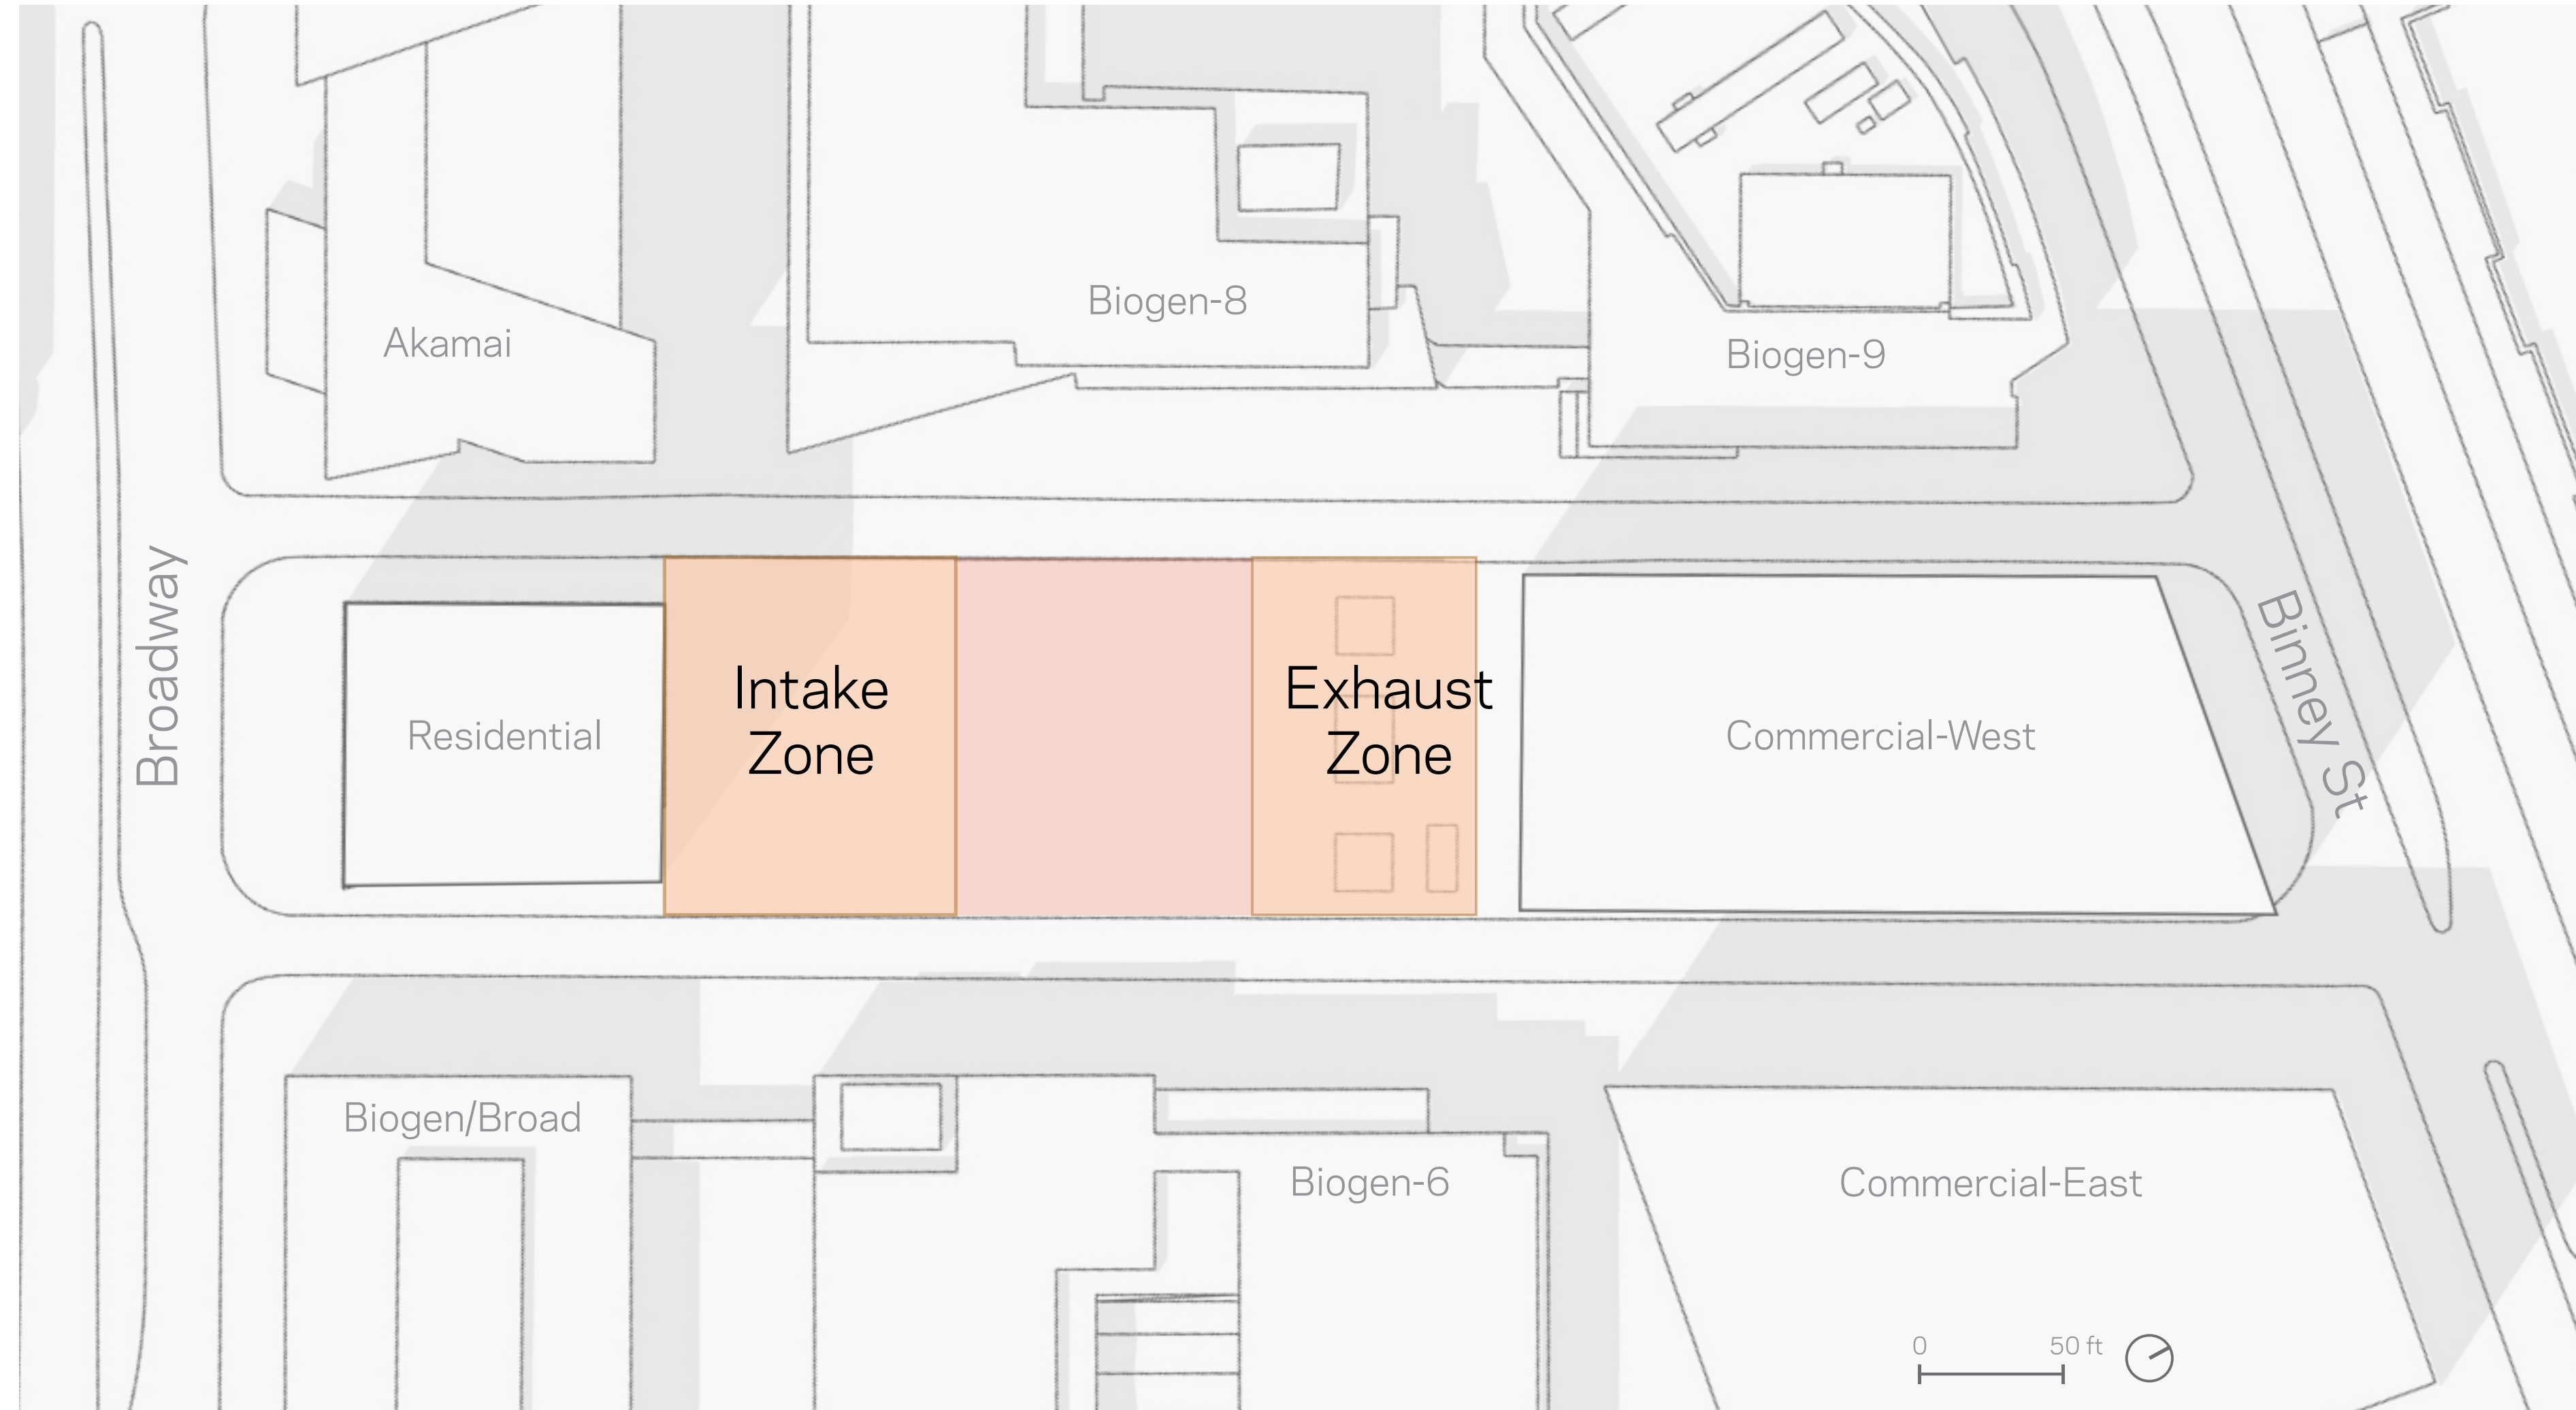 Akamai
Biogen-8
Biogen-9
Broadway
Residential
Intake
Zone
Exhaust
Zone
Commercial-West
Binney St
Biogen/Broad
Biogen-6
Commercial-East
0 50 ft